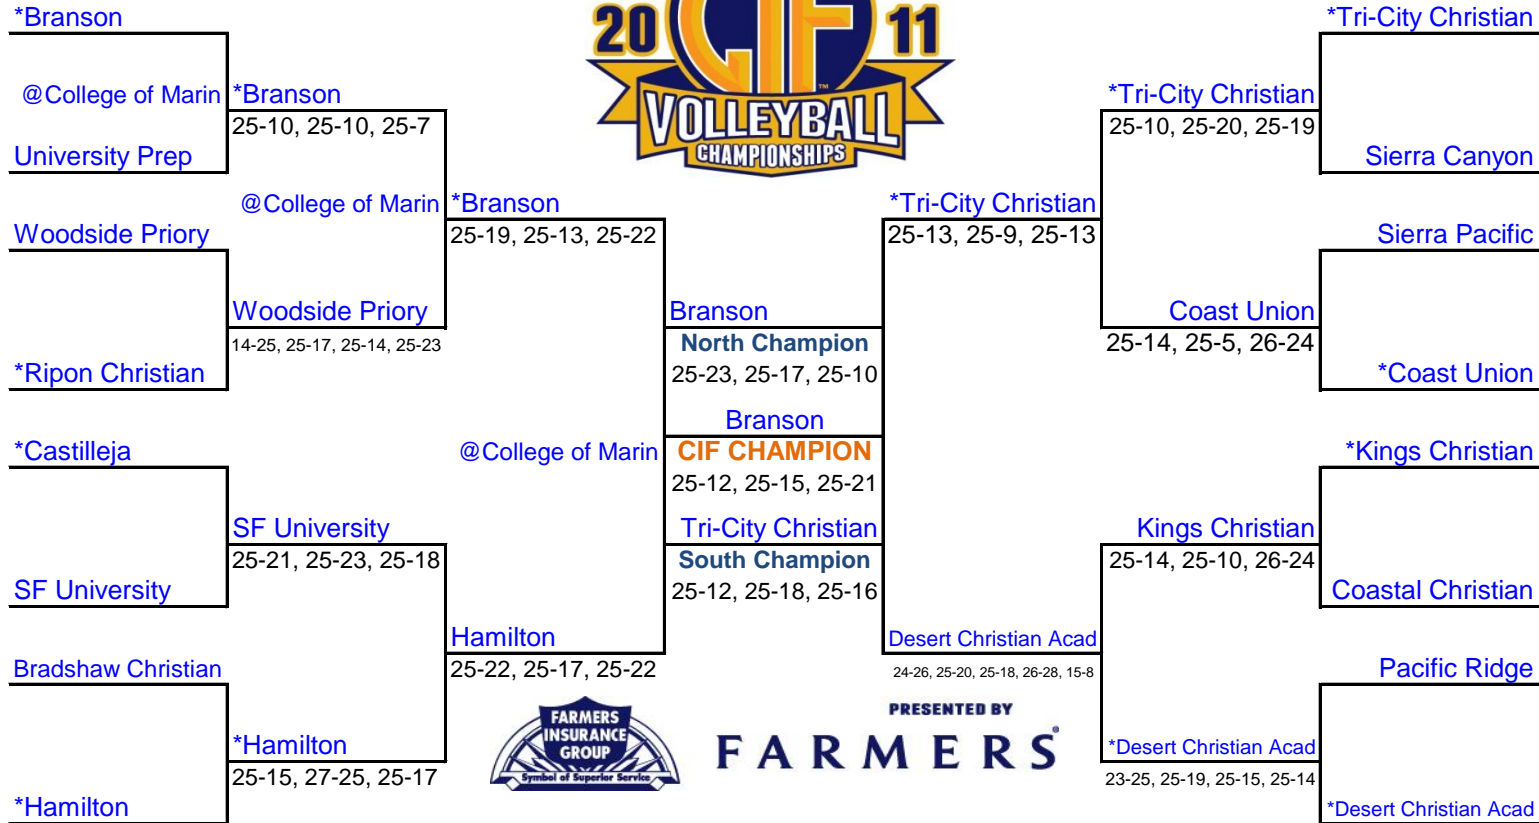 *Branson
@College of Marin
University Prep
*Branson
25-10, 25-10, 25-7
Woodside Priory
*Ripon Christian
Woodside Priory
14-25, 25-17, 25-14, 25-23
@College of Marin
*Branson
25-19, 25-13, 25-22
*Castilleja
SF University
SF University
25-21, 25-23, 25-18
Bradshaw Christian
*Hamilton
*Hamilton
25-15, 27-25, 25-17
Hamilton
25-22, 25-17, 25-22
@College of Marin
20 CIF 11
TM
VOLLEYBALL
CHAMPIONSHIPS
Branson
North Champion
25-23, 25-17, 25-10
Branson
CIF CHAMPION
25-12, 25-15, 25-21
Tri-City Christian
South Champion
25-12, 25-18, 25-16
*Tri-City Christian
25-13, 25-9, 25-13
Desert Christian Acad
24-26, 25-20, 25-18, 26-28, 15-8
*Tri-City Christian
25-10, 25-20, 25-19
Coast Union
25-14, 25-5, 26-24
Kings Christian
25-14, 25-10, 26-24
*Desert Christian Acad
23-25, 25-19, 25-15, 25-14
*Tri-City Christian
Sierra Canyon
Sierra Pacific
*Coast Union
*Kings Christian
Coastal Christian
Pacific Ridge
*Desert Christian Acad
FARMERS
INSURANCE
GROUP
Symbol of Superior Service
PRESENTED BY
FARMERS®